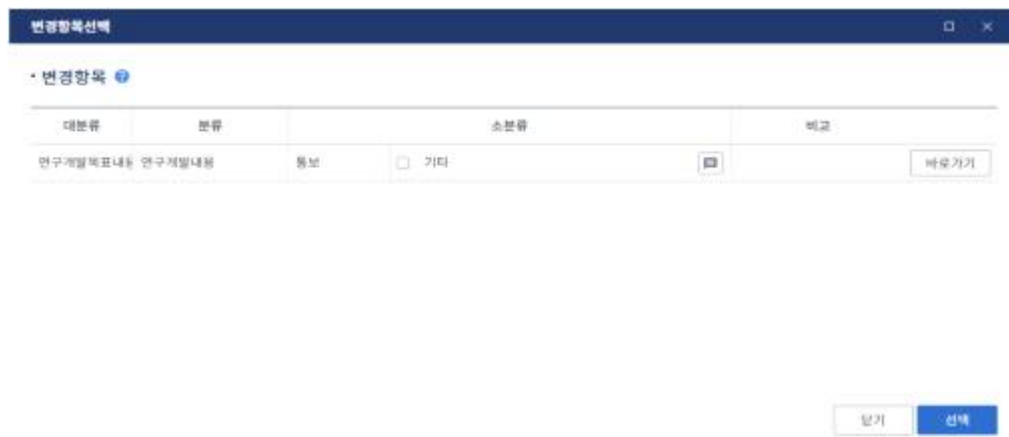 변경항목선택
• 변경항목 ?
대분류 분류 소분류 비고
연구개발목표내용 연구개발내용 통보 기타 바로가기
닫기 선택